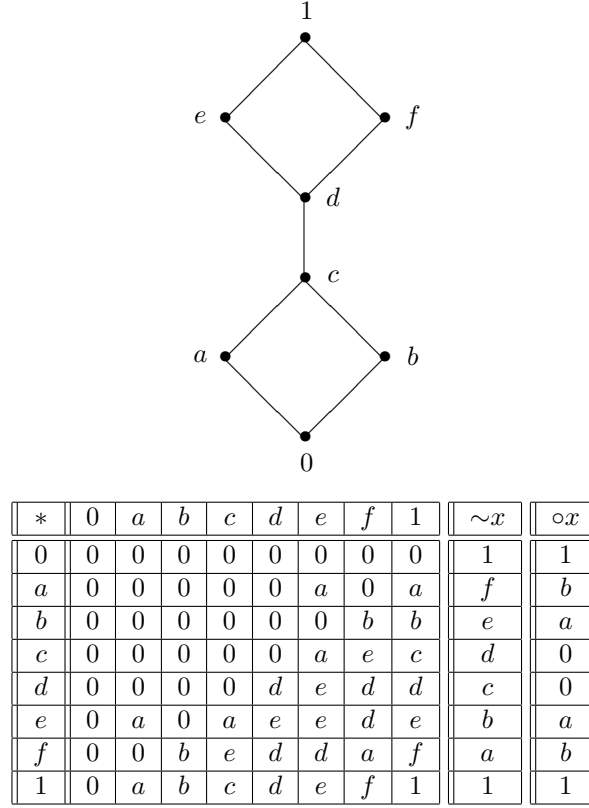 1
e f
d
c
a b
0
∗ 0 a b c d e f 1 ∼x ∘x
0 0 0 0 0 0 0 0 0 1 1
a 0 0 0 0 0 a 0 a f b
b 0 0 0 0 0 0 b b e a
c 0 0 0 0 0 a e c d 0
d 0 0 0 0 d e d d c 0
e 0 a 0 a e e d e b a
f 0 0 b e d d a f a b
1 0 a b c d e f 1 1 1